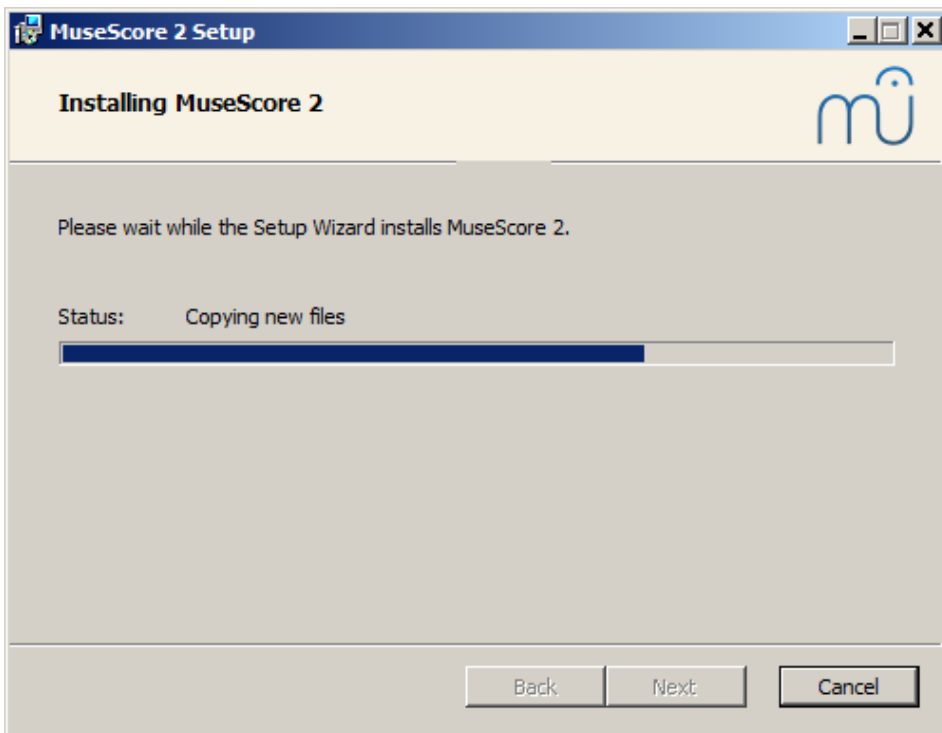 MuseScore 2 Setup
Installing MuseScore 2
Please wait while the Setup Wizard installs MuseScore 2.
Status: Copying new files
Back Next Cancel